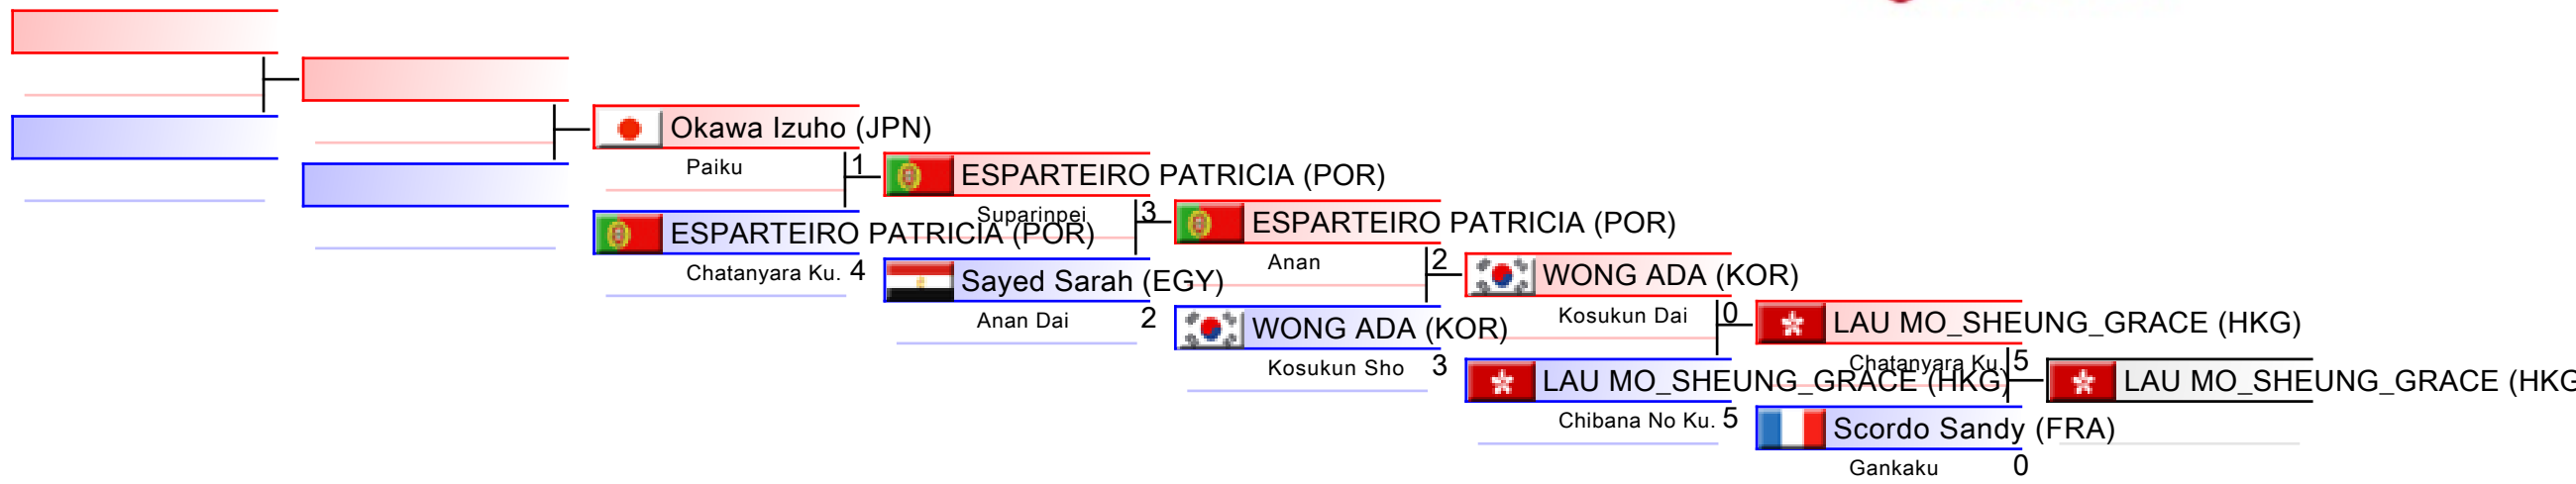 Okawa Izuho (JPN)
Paiku
1
ESPARTEIRO PATRICIA (POR)
Chatanyara Ku. 4
ESPARTEIRO PATRICIA (POR)
Suparinpei
3
Sayed Sarah (EGY)
Anan Dai 2
ESPARTEIRO PATRICIA (POR)
Anan
2
WONG ADA (KOR)
Kosukun Sho 3
WONG ADA (KOR)
Kosukun Dai
0
LAU MO_SHEUNG_GRACE (HKG)
Chibana No Ku. 5
LAU MO_SHEUNG_GRACE (HKG)
Chatanyara Ku.
5
Scordo Sandy (FRA)
Gankaku 0
LAU MO_SHEUNG_GRACE (HKG